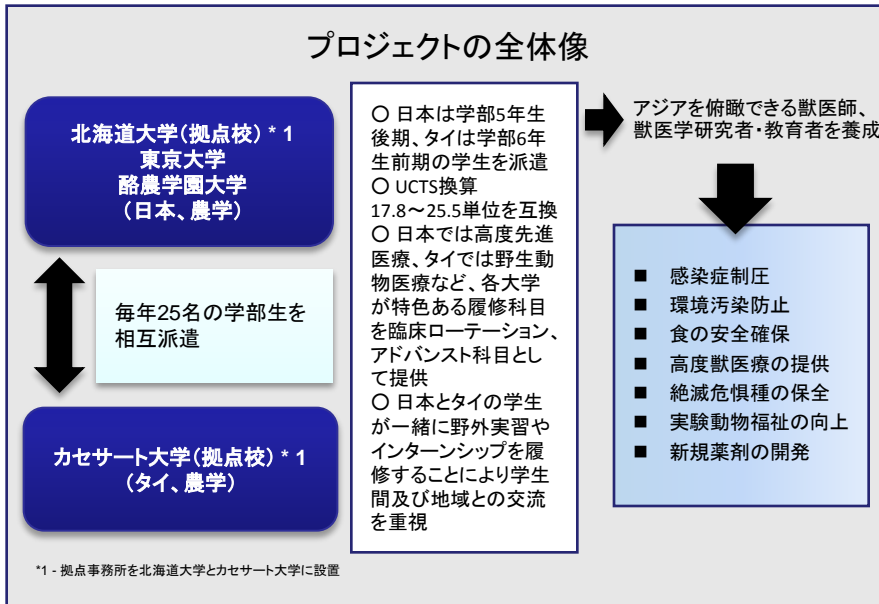 プロジェクトの全体像
北海道大学(拠点校) * 1
東京大学
酪農学園大学
(日本、農学)
毎年25名の学部生を
相互派遣
カセサート大学(拠点校) * 1
(タイ、農学)
○ 日本は学部5年生
後期、タイは学部6年
生前期の学生を派遣
○ UCTS換算
17.8～25.5単位を互換
○ 日本では高度先進
医療、タイでは野生動
物医療など、各大学
が特色ある履修科目
を臨床ローテーション、
アドバンスト科目とし
て提供
○ 日本とタイの学生
が一緒に野外実習や
インターンシップを履
修することにより学生
間及び地域との交流
を重視
アジアを俯瞰できる獣医師、
獣医学研究者・教育者を養成
■ 感染症制圧
■ 環境汚染防止
■ 食の安全確保
■ 高度獣医療の提供
■ 絶滅危惧種の保全
■ 実験動物福祉の向上
■ 新規薬剤の開発
*1 - 拠点事務所を北海道大学とカセサート大学に設置